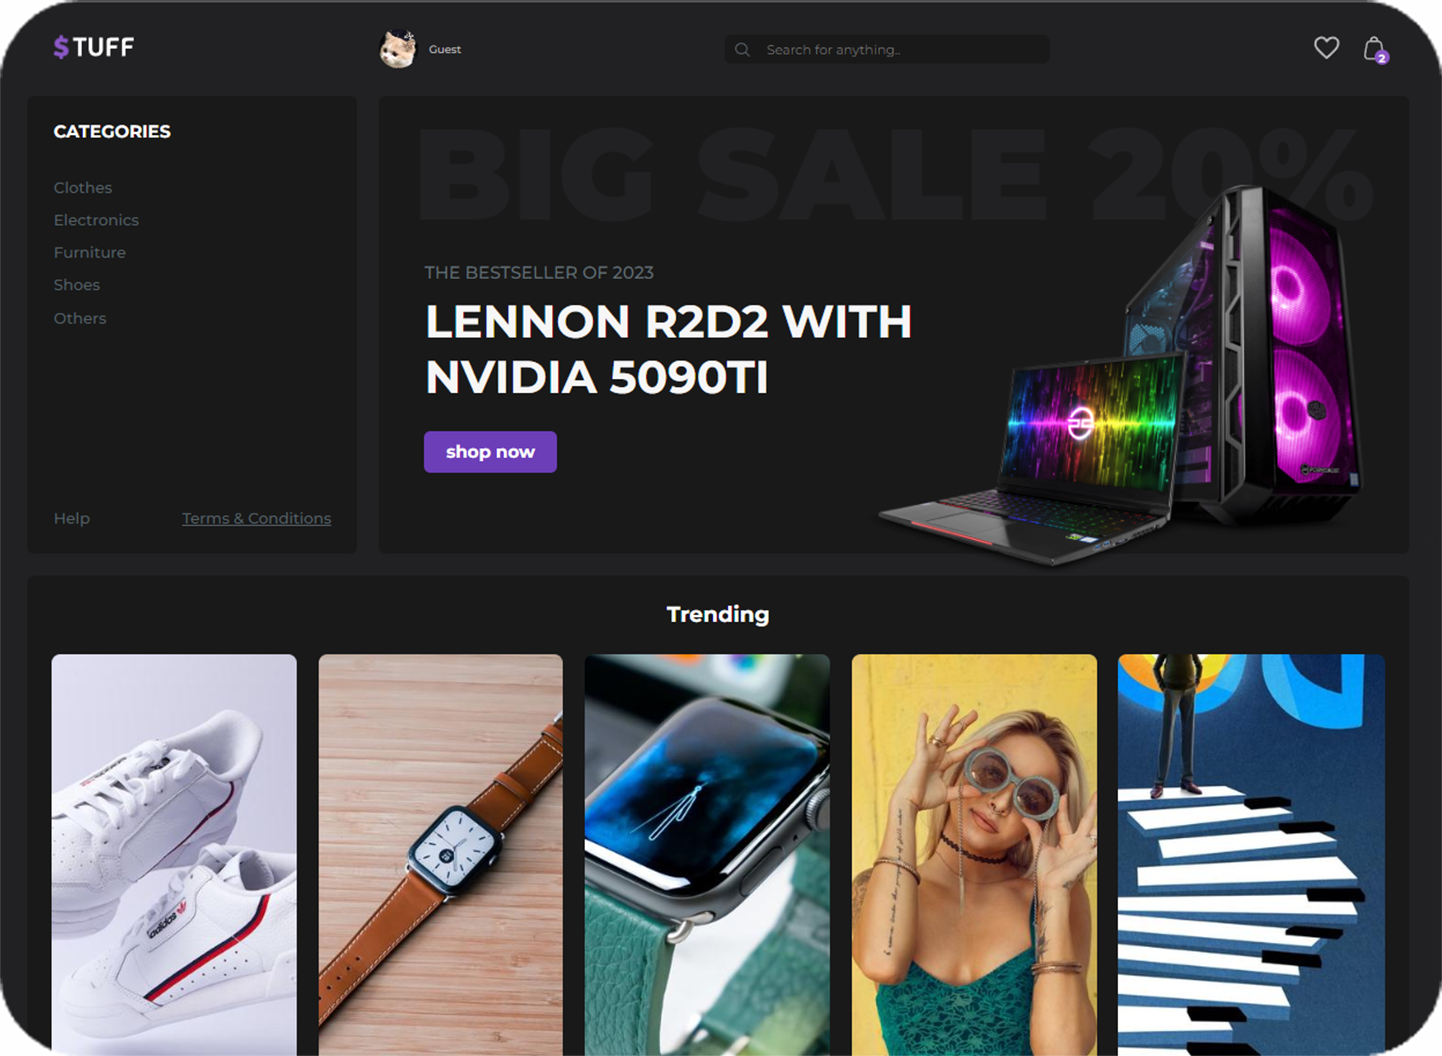 $TUFF
Guest
Search for anything..
2
CATEGORIES
Clothes
Electronics
Furniture
Shoes
Others
Help
Terms & Conditions
BIG SALE 20%
THE BESTSELLER OF 2023
LENNON R2D2 WITH
NVIDIA 5090TI
shop now
Trending
adidas